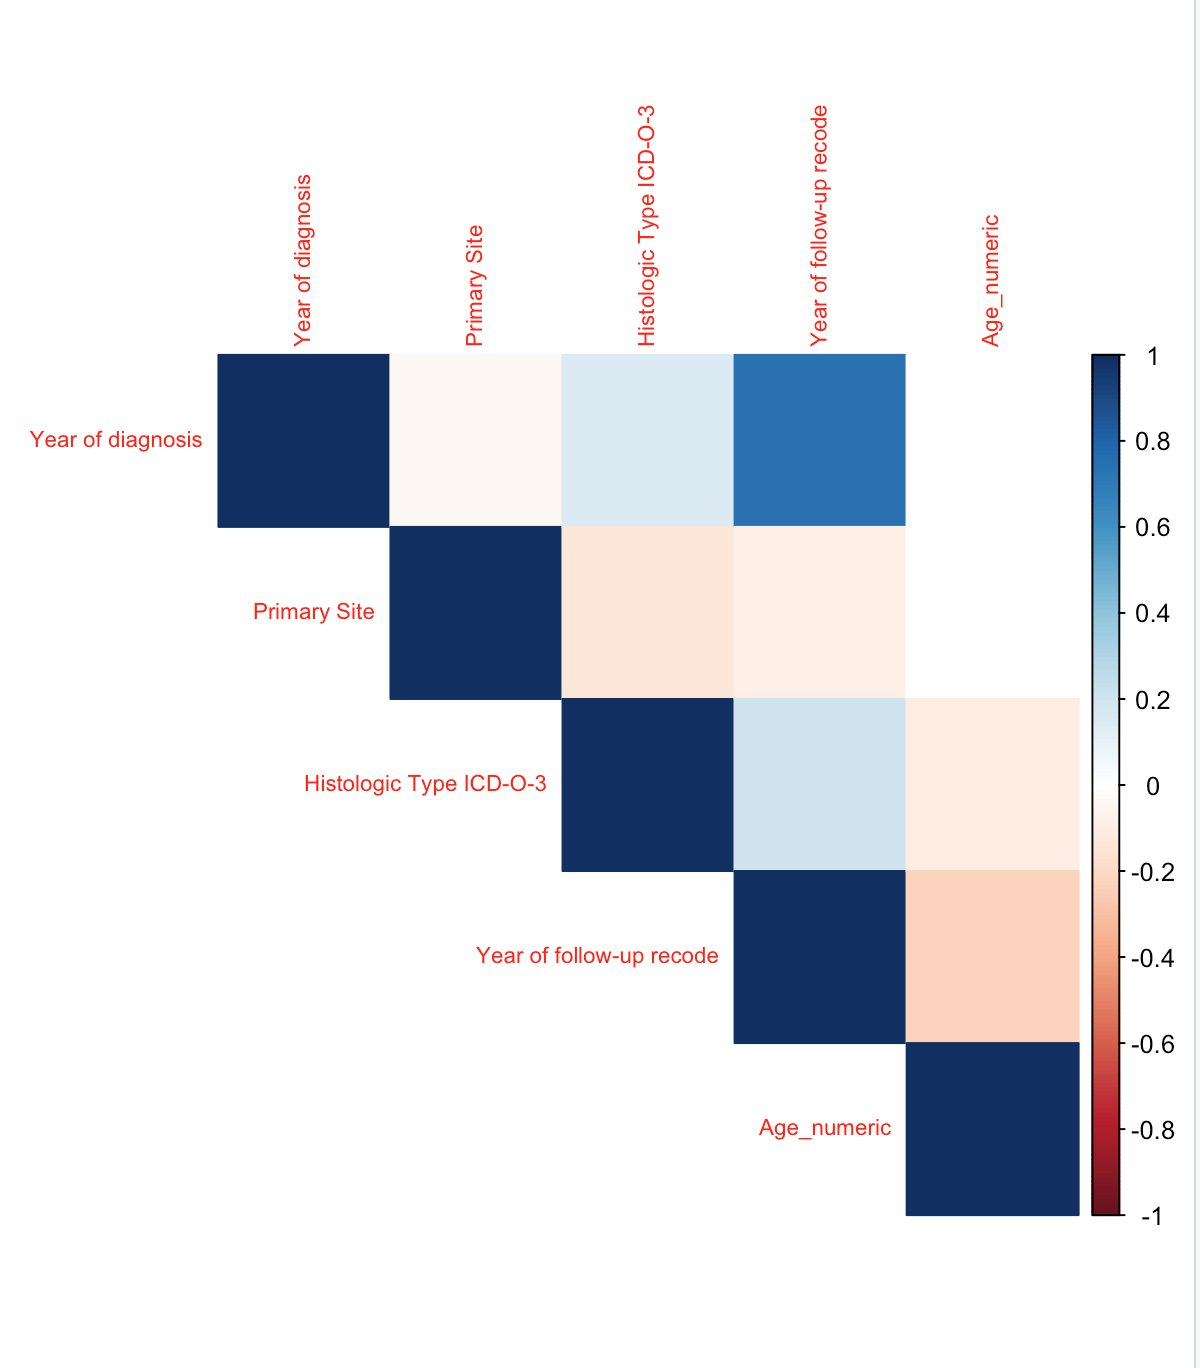 Year of diagnosis
Primary Site
Histologic Type ICD-O-3
Year of follow-up recode
Age_numeric
Year of diagnosis
Primary Site
Histologic Type ICD-O-3
Year of follow-up recode
Age_numeric
1
0.8
0.6
0.4
0.2
0
-0.2
-0.4
-0.6
-0.8
-1